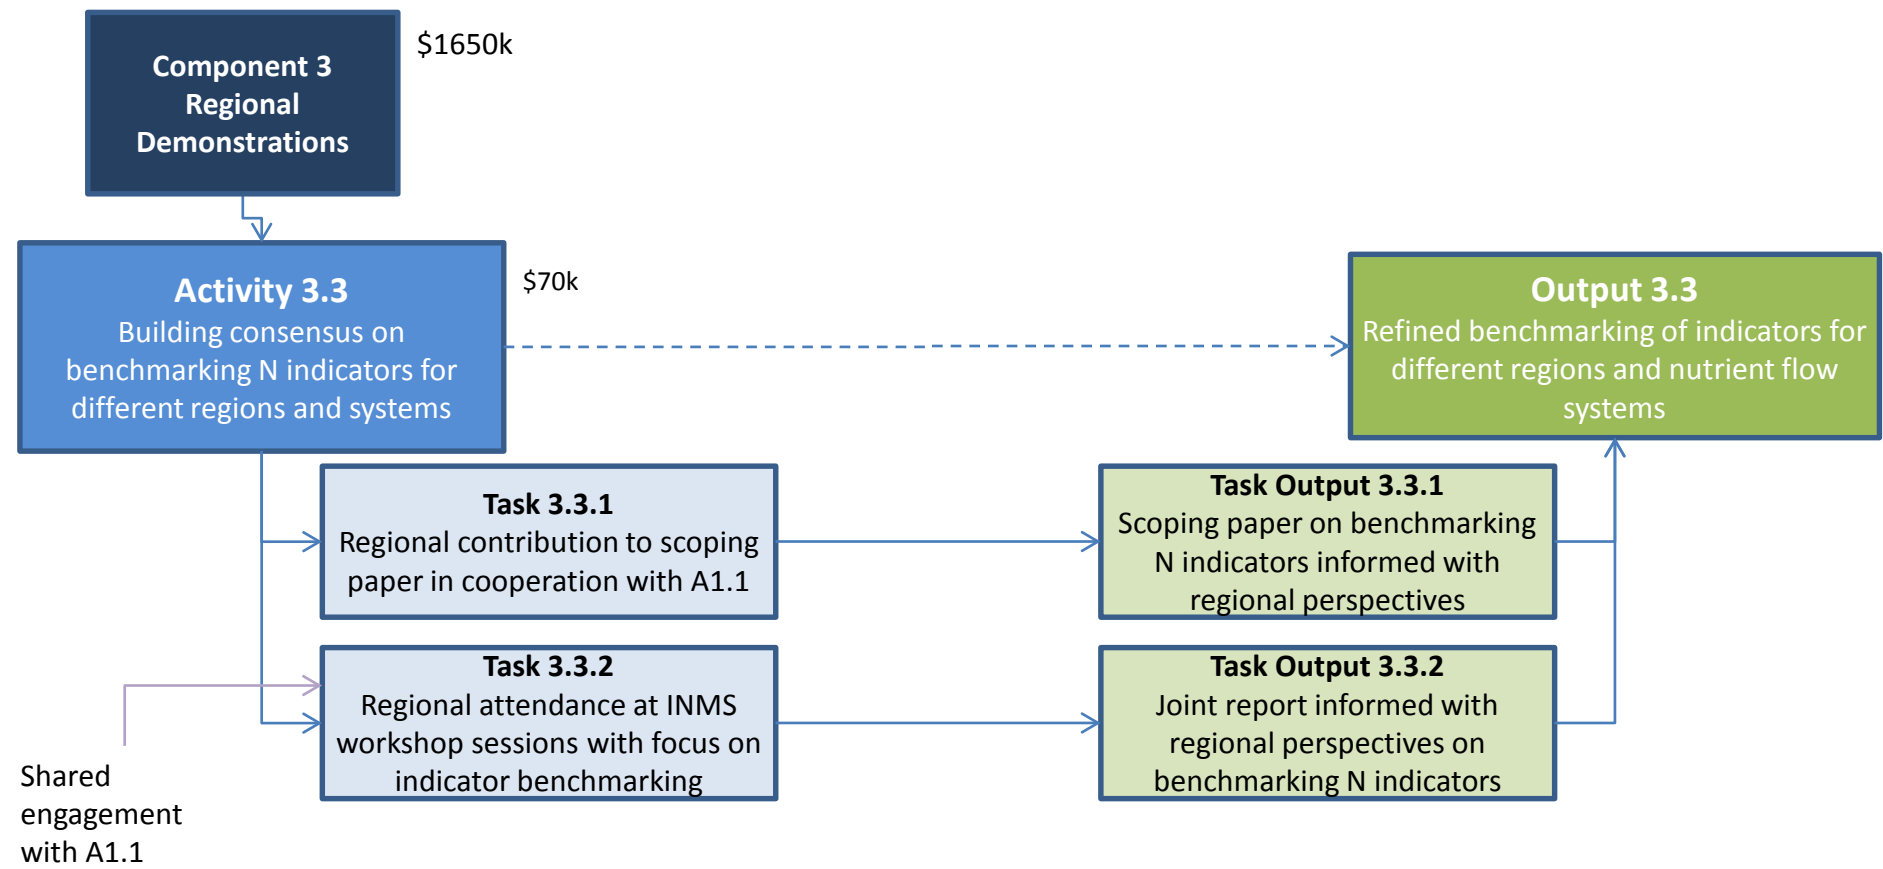 Component 3
Regional
Demonstrations
$1650k
Activity 3.3
Building consensus on
benchmarking N indicators for
different regions and systems
$70k
Output 3.3
Refined benchmarking of indicators for
different regions and nutrient flow
systems
Task 3.3.1
Regional contribution to scoping
paper in cooperation with A1.1
Task Output 3.3.1
Scoping paper on benchmarking
N indicators informed with
regional perspectives
Task 3.3.2
Regional attendance at INMS
workshop sessions with focus on
indicator benchmarking
Task Output 3.3.2
Joint report informed with
regional perspectives on
benchmarking N indicators
Shared
engagement
with A1.1